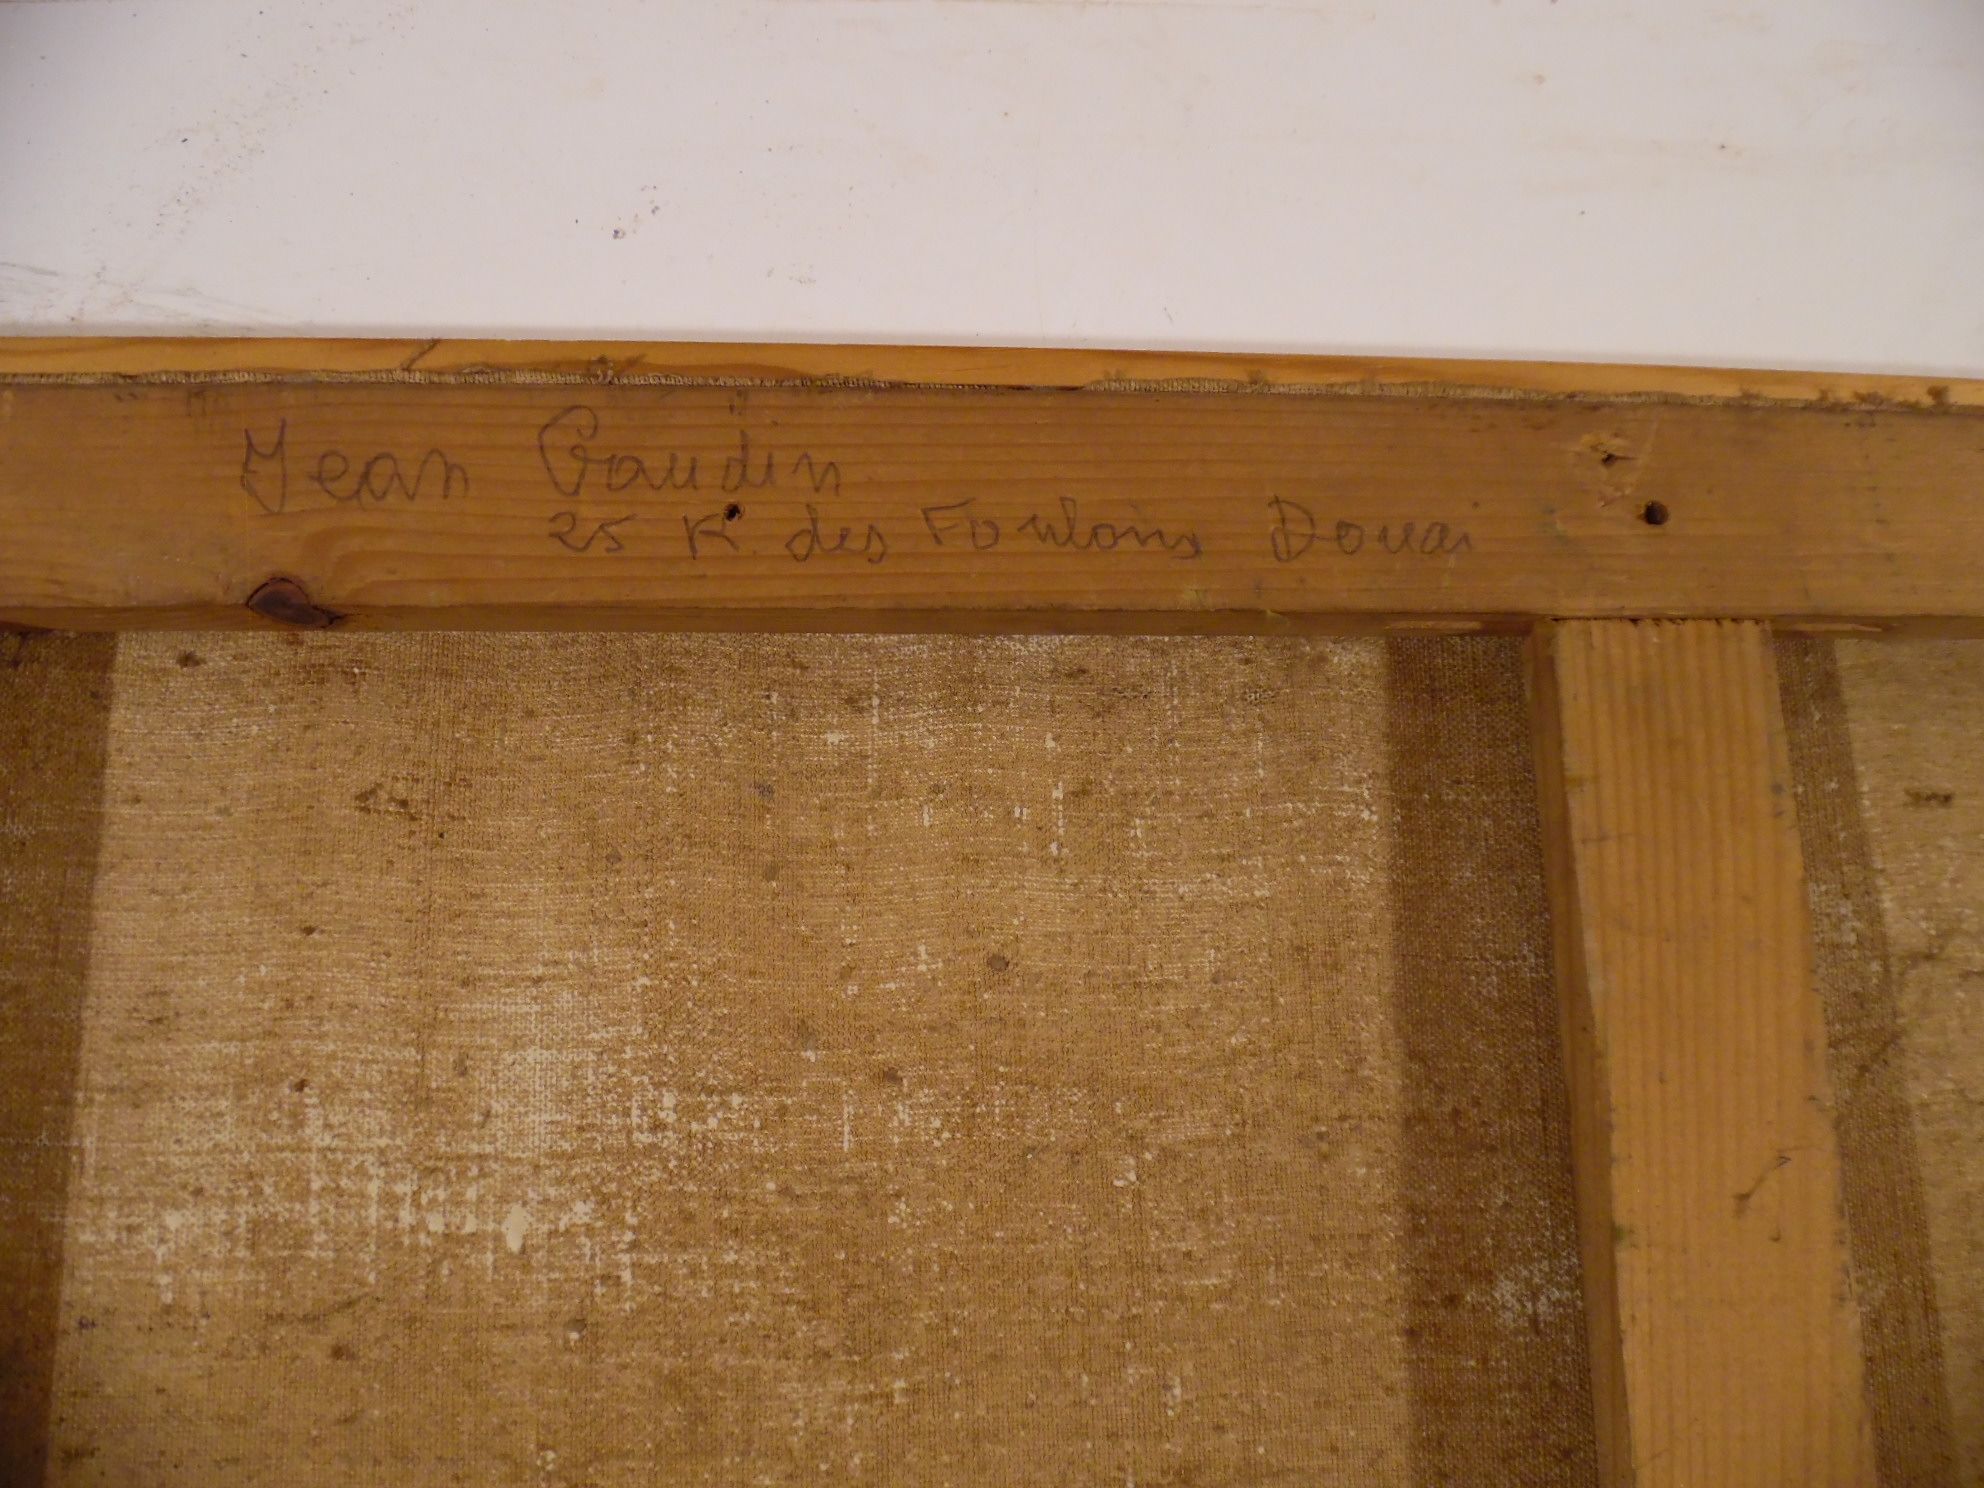 Jean Gaudin
25 R. des Foulons Douai